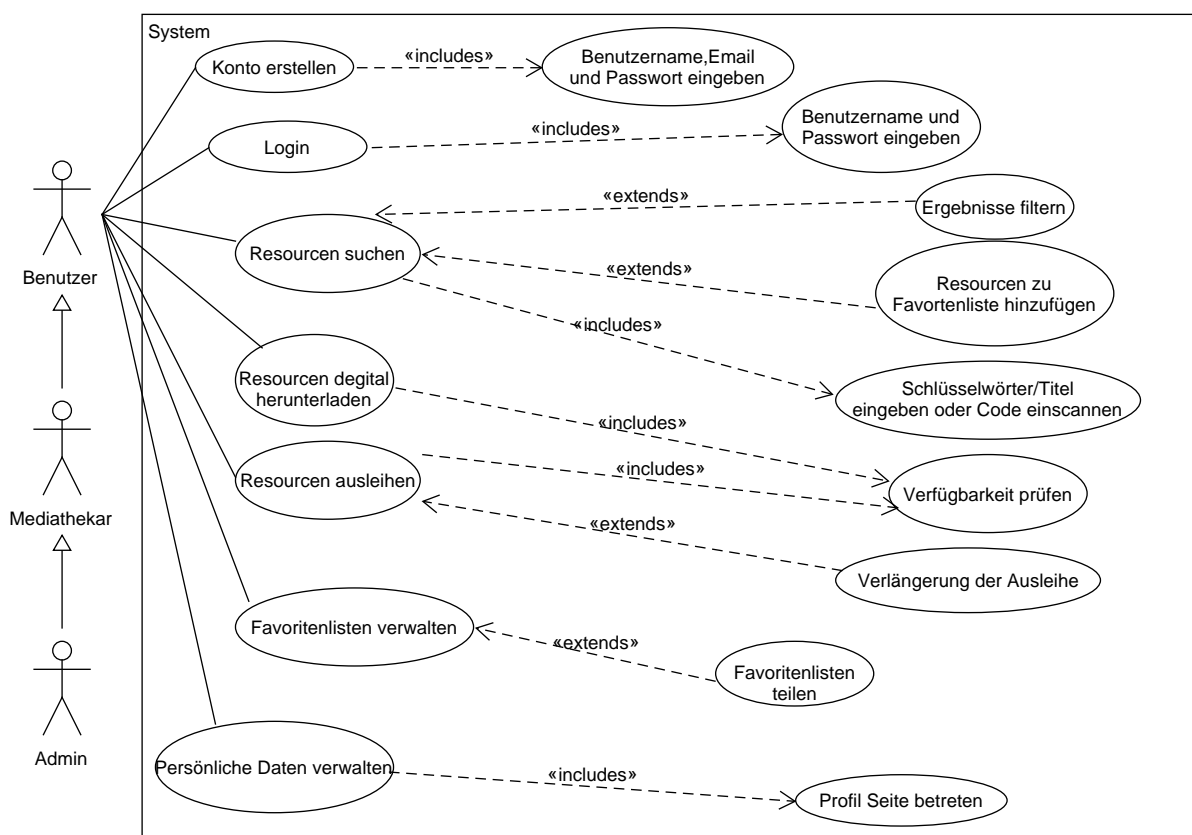 System
Konto erstellen
«includes»
Benutzername,Email
und Passwort eingeben
Login
«includes»
Benutzername und
Passwort eingeben
Benutzer
Resourcen suchen
«extends»
Ergebnisse filtern
«extends»
Resourcen zu
Favortenliste hinzufügen
«includes»
Schlüsselwörter/Titel
eingeben oder Code einscannen
Resourcen degital
herunterladen
«includes»
Mediathekar
Resourcen ausleihen
«includes»
Verfügbarkeit prüfen
«extends»
Verlängerung der Ausleihe
Favoritenlisten verwalten
«extends»
Favoritenlisten
teilen
Admin
Persönliche Daten verwalten
«includes»
Profil Seite betreten